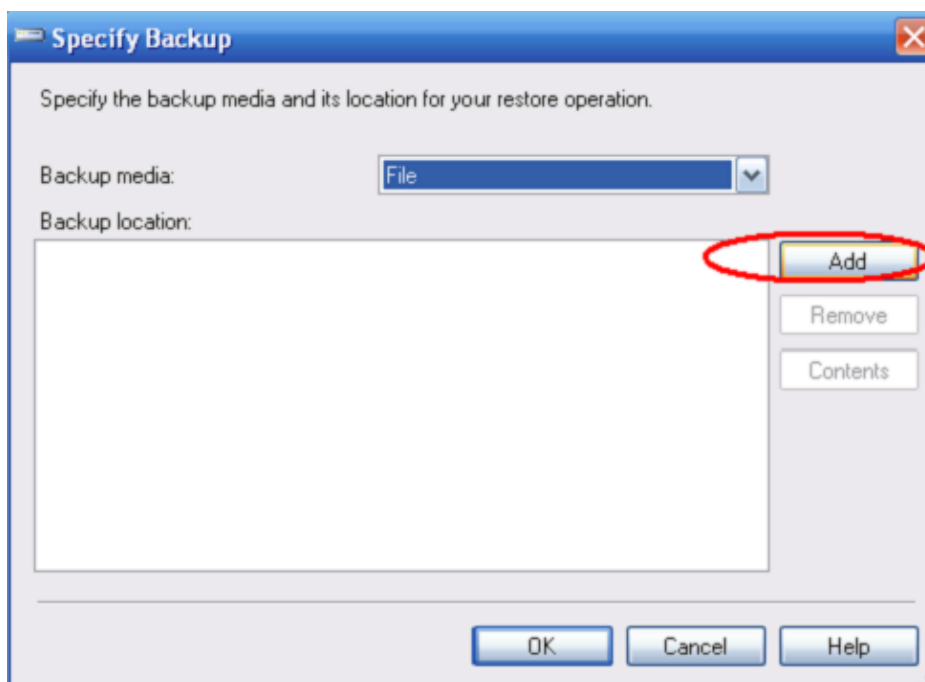 Specify Backup
Specify the backup media and its location for your restore operation.
Backup media:
File
Backup location:
Add
Remove
Contents
OK
Cancel
Help